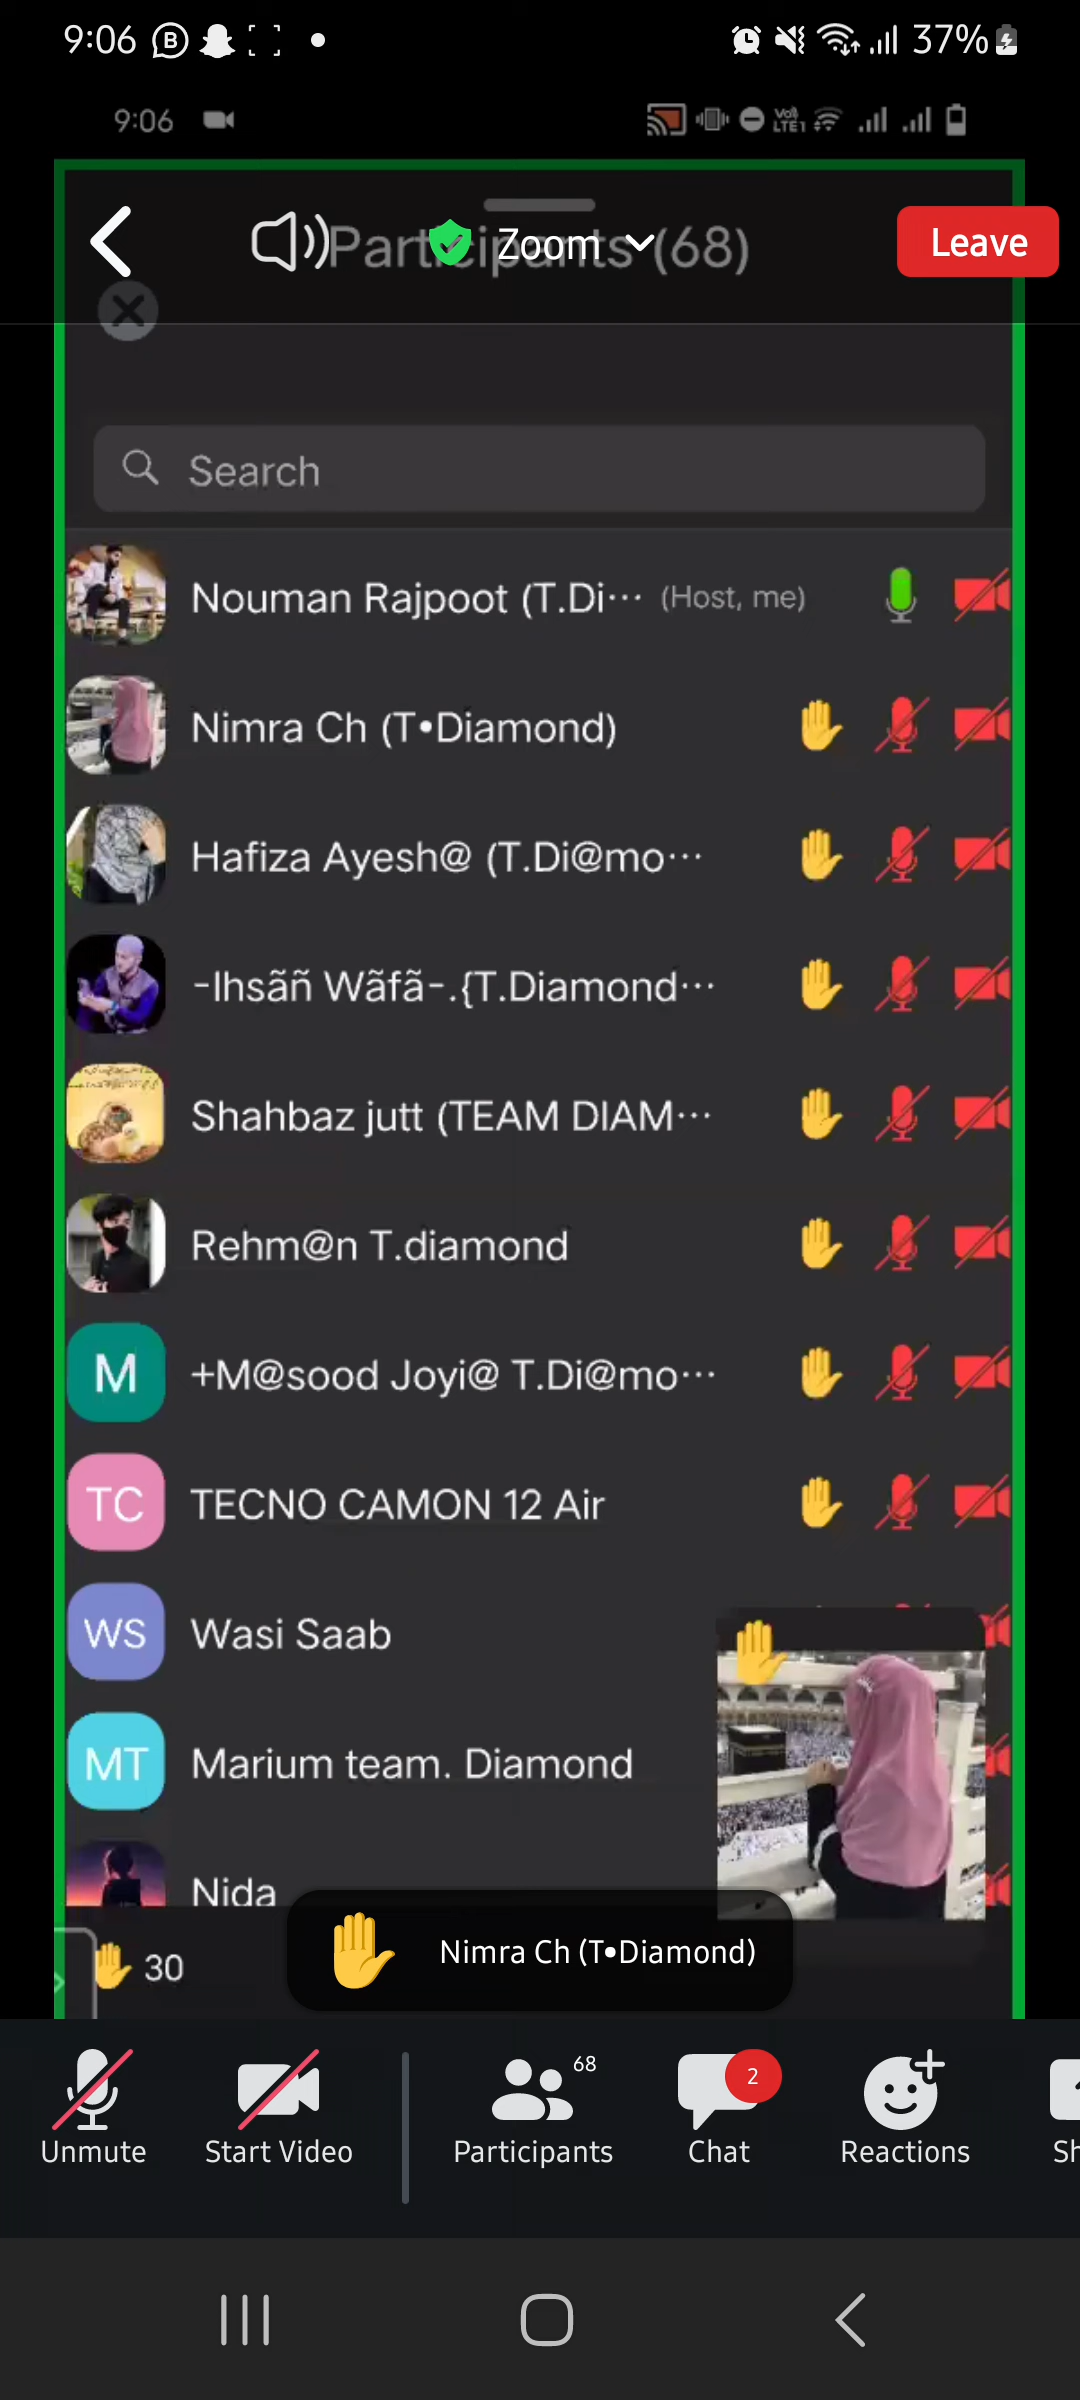 9:06
37%
9:06
Vo)) LTE1
Participants (68)
Zoom
Leave
Search
Nouman Rajpoot (T.Di··· (Host, me)
Nimra Ch (T•Diamond)
Hafiza Ayesh@ (T.Di@mo···
-Ihsãñ Wãfã-.{T.Diamond···
Shahbaz jutt (TEAM DIAM···
Rehm@n T.diamond
M
+M@sood Joyi@ T.Di@mo···
TC
TECNO CAMON 12 Air
WS
Wasi Saab
MT
Marium team. Diamond
Nida
30
Nimra Ch (T•Diamond)
68
2
Unmute
Start Video
Participants
Chat
Reactions
Sh